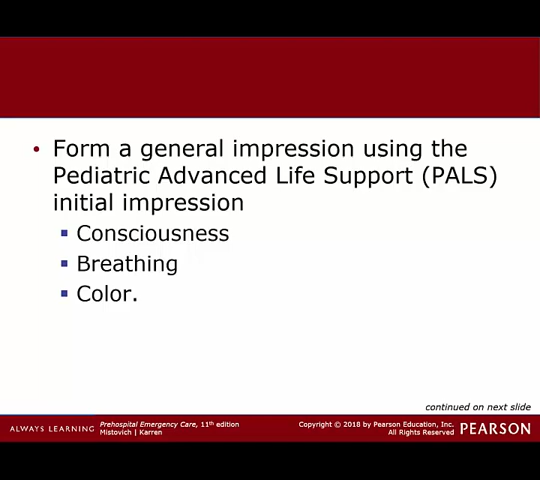 • Form a general impression using the
Pediatric Advanced Life Support (PALS)
initial impression
▪ Consciousness
▪ Breathing
▪ Color.
continued on next slide
ALWAYS LEARNING
Prehospital Emergency Care, 11th edition
Mistovich | Karren
Copyright © 2018 by Pearson Education, Inc.
All Rights Reserved
PEARSON